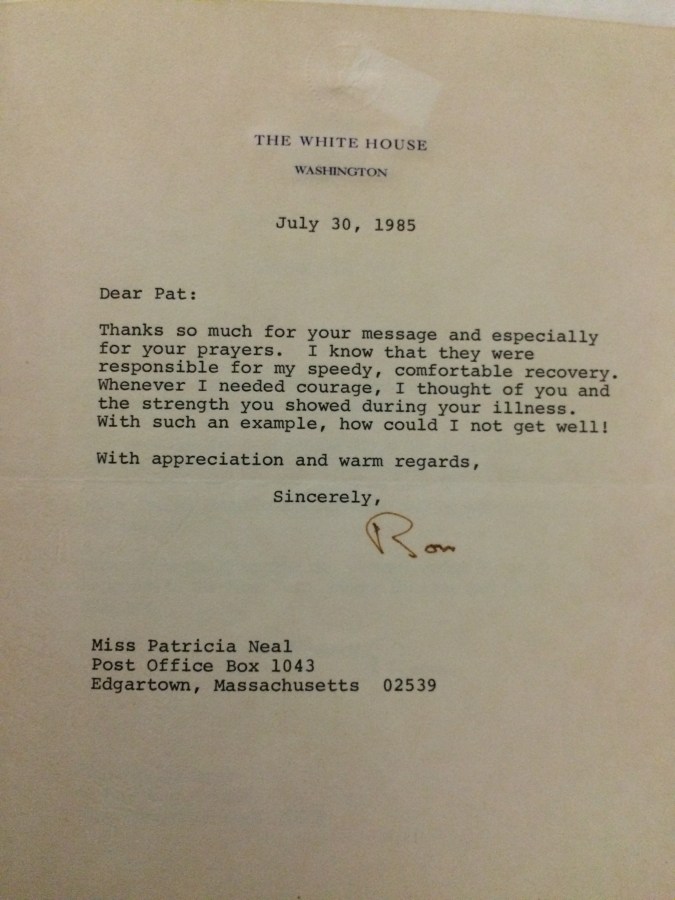 THE WHITE HOUSE
WASHINGTON
July 30, 1985
Dear Pat:
Thanks so much for your message and especially
for your prayers.  I know that they were
responsible for my speedy, comfortable recovery.
Whenever I needed courage, I thought of you and
the strength you showed during your illness.
With such an example, how could I not get well!
With appreciation and warm regards,
Sincerely,
Ron
Miss Patricia Neal
Post Office Box 1043
Edgartown, Massachusetts  02539